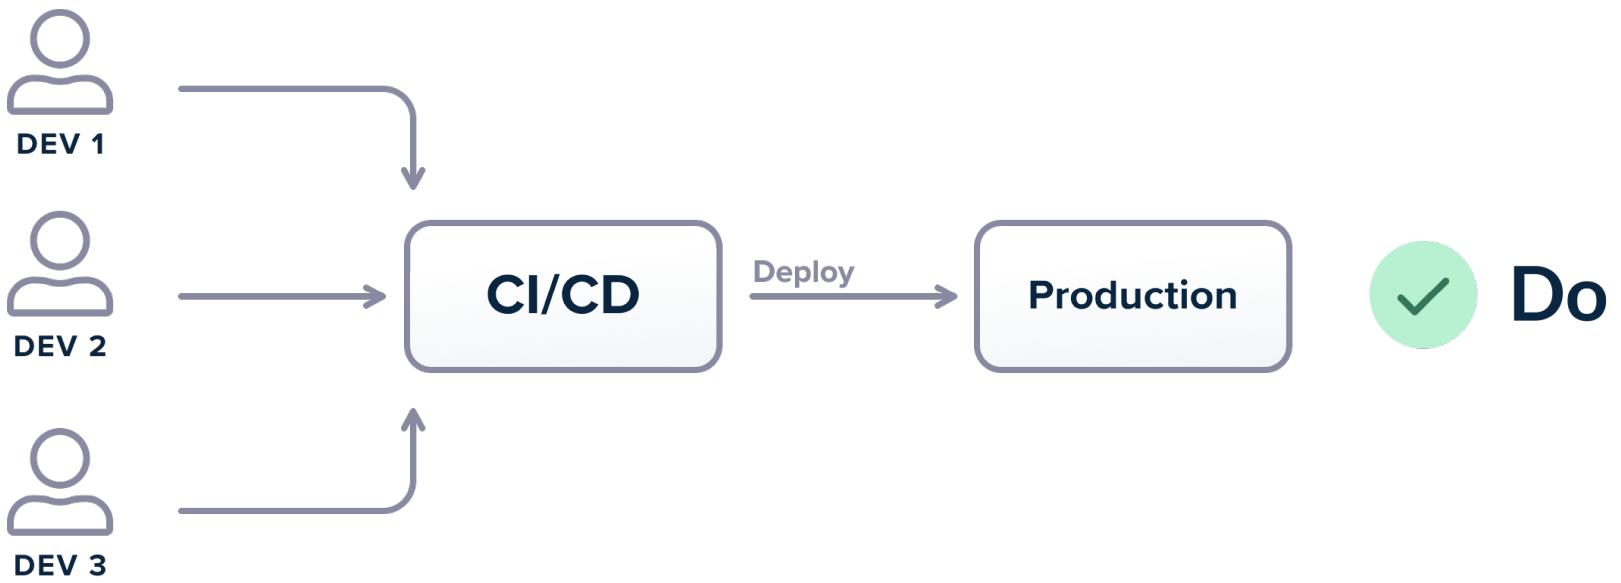 DEV 1
DEV 2
DEV 3
CI/CD
Deploy
Production
Do